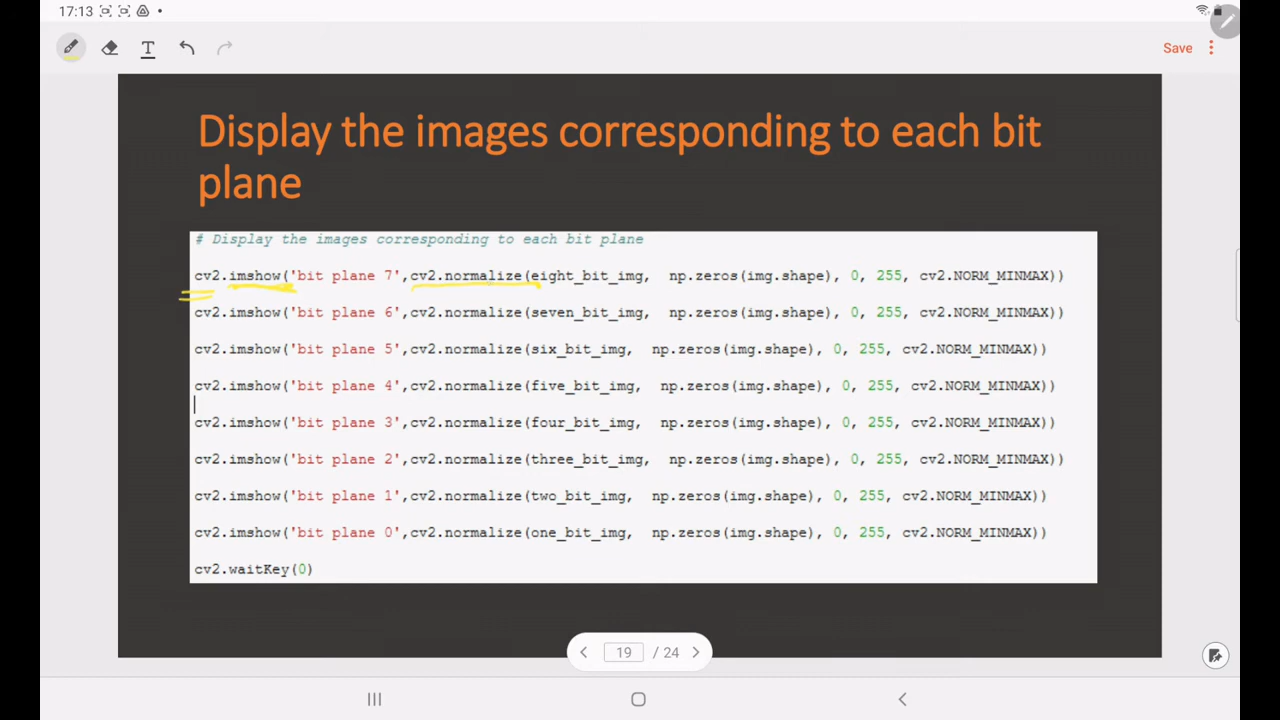 17:13
Save
Display the images corresponding to each bit
plane
# Display the images corresponding to each bit plane
cv2.imshow('bit plane 7',cv2.normalize(eight_bit_img,  np.zeros(img.shape), 0, 255, cv2.NORM_MINMAX))
cv2.imshow('bit plane 6',cv2.normalize(seven_bit_img,  np.zeros(img.shape), 0, 255, cv2.NORM_MINMAX))
cv2.imshow('bit plane 5',cv2.normalize(six_bit_img,  np.zeros(img.shape), 0, 255, cv2.NORM_MINMAX))
cv2.imshow('bit plane 4',cv2.normalize(five_bit_img,  np.zeros(img.shape), 0, 255, cv2.NORM_MINMAX))
cv2.imshow('bit plane 3',cv2.normalize(four_bit_img,  np.zeros(img.shape), 0, 255, cv2.NORM_MINMAX))
cv2.imshow('bit plane 2',cv2.normalize(three_bit_img,  np.zeros(img.shape), 0, 255, cv2.NORM_MINMAX))
cv2.imshow('bit plane 1',cv2.normalize(two_bit_img,  np.zeros(img.shape), 0, 255, cv2.NORM_MINMAX))
cv2.imshow('bit plane 0',cv2.normalize(one_bit_img,  np.zeros(img.shape), 0, 255, cv2.NORM_MINMAX))
cv2.waitKey(0)
19 / 24